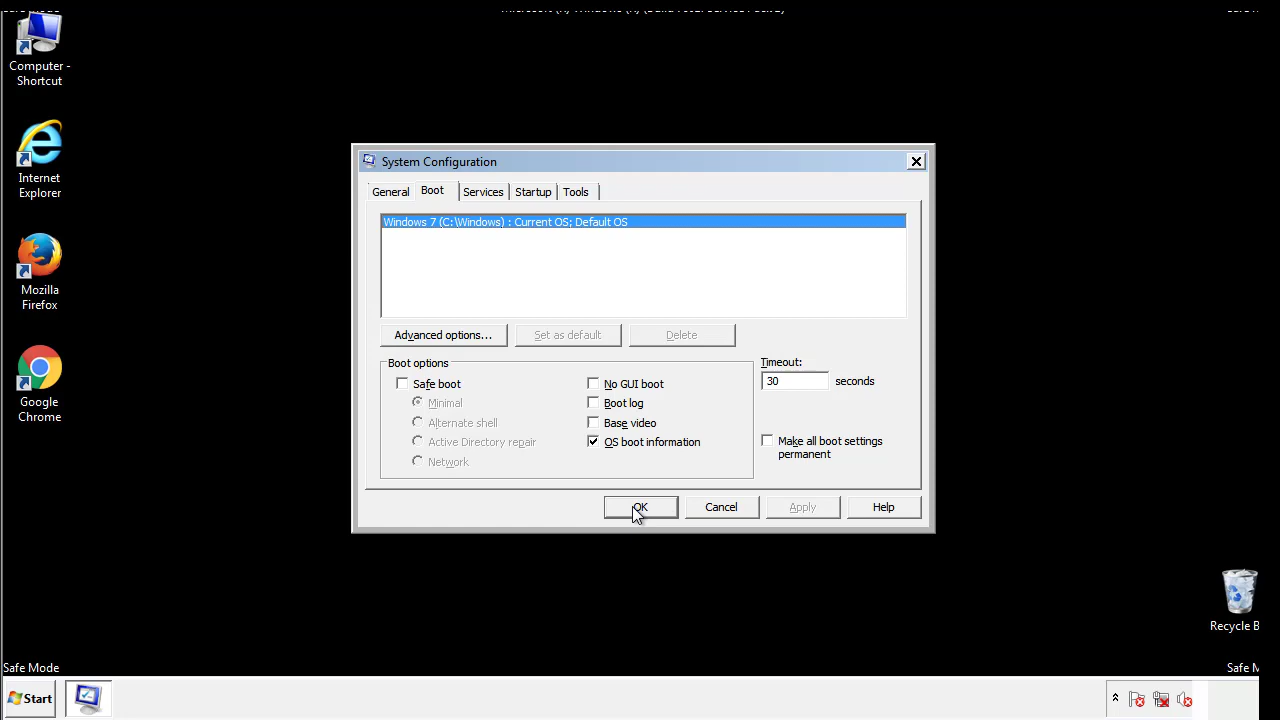 Computer -
Shortcut
Internet
Explorer
Mozilla
Firefox
Google
Chrome
System Configuration
General Boot Services Startup Tools
Windows 7 (C:\Windows) : Current OS; Default OS
Advanced options... Set as default Delete
Boot options
Safe boot
Minimal
Alternate shell
Active Directory repair
Network
No GUI boot
Boot log
Base video
OS boot information
Timeout:
30 seconds
Make all boot settings
permanent
OK Cancel Apply Help
Recycle B
Safe Mode Safe M
Start